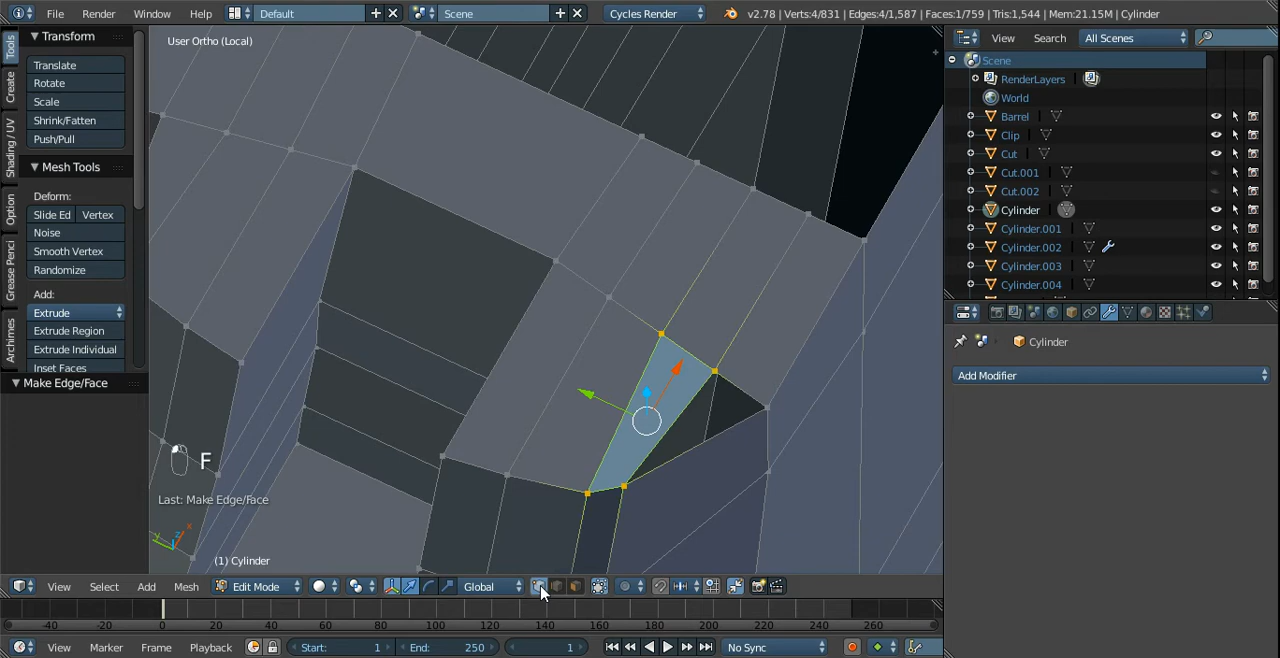 File Render Window Help Default Scene Cycles Render v2.78 | Verts:4/831 | Edges:4/1,587 | Faces:1/759 | Tris:1,544 | Mem:21.15M | Cylinder
Tools
Create
Shading / UV
Option
Grease Penci
Archimes
Transform
Translate
Rotate
Scale
Shrink/Fatten
Push/Pull
Mesh Tools
Deform:
Slide Ed Vertex
Noise
Smooth Vertex
Randomize
Add:
Extrude
Extrude Region
Extrude Individual
Inset Faces
Make Edge/Face
User Ortho (Local)
F
Last: Make Edge/Face
y z x
(1) Cylinder
View Search All Scenes
Scene
RenderLayers
World
Barrel
Clip
Cut
Cut.001
Cut.002
Cylinder
Cylinder.001
Cylinder.002
Cylinder.003
Cylinder.004
Cylinder
Add Modifier
View Select Add Mesh Edit Mode Global
-40 -20 0 20 40 60 80 100 120 140 160 180 200 220 240 260
View Marker Frame Playback Start: 1 End: 250 1 No Sync